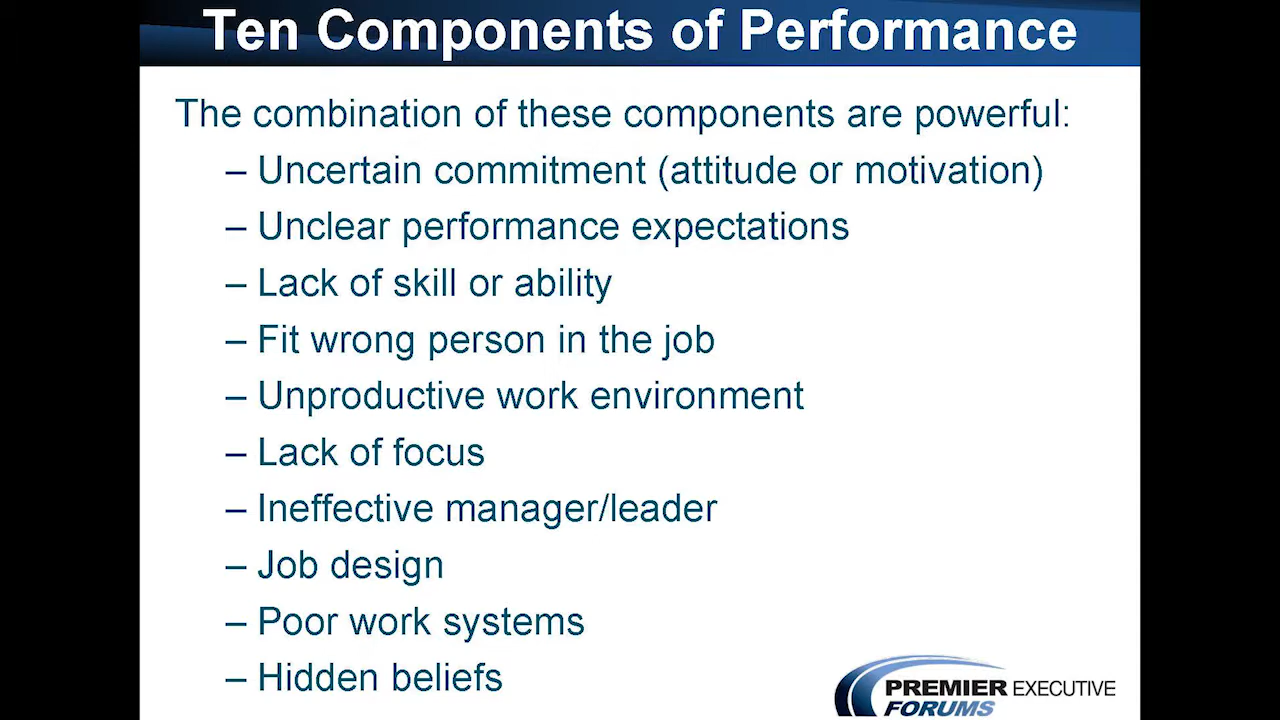 Ten Components of Performance
The combination of these components are powerful:
– Uncertain commitment (attitude or motivation)
– Unclear performance expectations
– Lack of skill or ability
– Fit wrong person in the job
– Unproductive work environment
– Lack of focus
– Ineffective manager/leader
– Job design
– Poor work systems
– Hidden beliefs
PREMIER EXECUTIVE
FORUMS